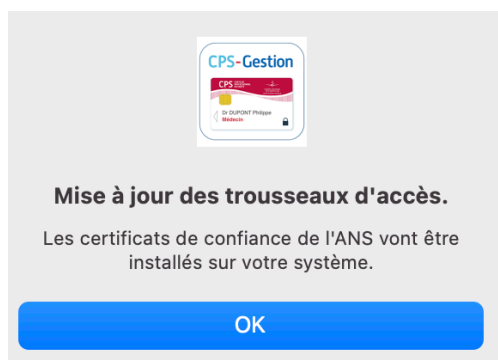 CPS-Gestion
CPS
Dr DUPONT Philippe
Médecin
Mise à jour des trousseaux d'accès.
Les certificats de confiance de l'ANS vont être
installés sur votre système.
OK